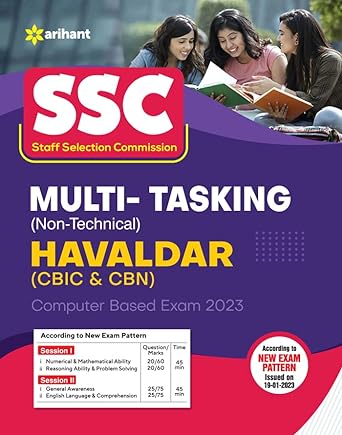 arihant
SSC
Staff Selection Commission
MULTI- TASKING
(Non-Technical)
HAVALDAR
(CBIC & CBN)
Computer Based Exam 2023
According to New Exam Pattern
Session I Question/ Marks Time
i Numerical & Mathematical Ability 20/60 45 min
ii Reasoning Ability & Problem Solving 20/60
Session II
i General Awareness 25/75 45 min
ii English Language & Comprehension 25/75
According to
NEW EXAM
PATTERN
Issued on
19-01-2023